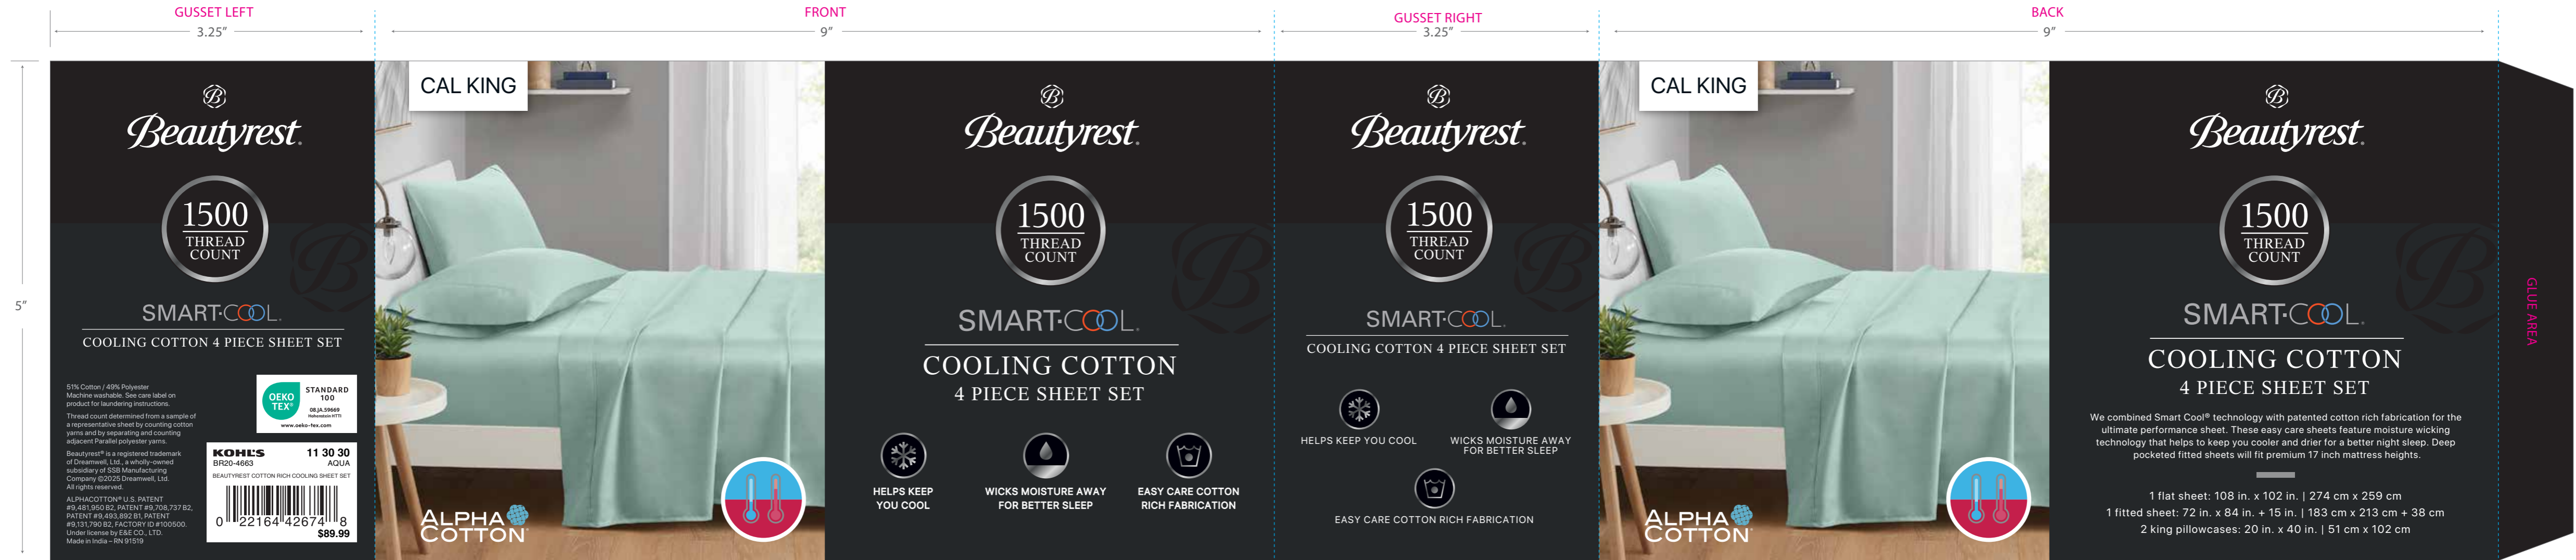 GUSSET LEFT
3.25"
FRONT
9"
GUSSET RIGHT
3.25"
BACK
9"
5"
B
Beautyrest®
1500
THREAD
COUNT
SMART·COOL®
COOLING COTTON 4 PIECE SHEET SET
51% Cotton / 49% Polyester
Machine washable. See care label on
product for laundering instructions.
Thread count determined from a sample of
a representative sheet by counting cotton
yarns and by separating and counting
adjacent Parallel polyester yarns.
Beautyrest® is a registered trademark
of Dreamwell, Ltd., a wholly-owned
subsidiary of SSB Manufacturing
Company ©2025 Dreamwell, Ltd.
All rights reserved.
ALPHACOTTON® U.S. PATENT
#9,481,950 B2, PATENT #9,708,737 B2,
PATENT #9,493,892 B1, PATENT
#9,131,790 B2, FACTORY ID #100500.
Under license by E&E CO., LTD.
Made in India – RN 91519
OEKO
TEX®
STANDARD
100
08.JA.59669
Hohenstein HTTI
www.oeko-tex.com
KOHL'S
11 30 30
BR20-4663
AQUA
BEAUTYREST COTTON RICH COOLING SHEET SET
0 22164 42674 8
$89.99
CAL KING
ALPHA
COTTON
B
Beautyrest®
1500
THREAD
COUNT
SMART·COOL®
COOLING COTTON
4 PIECE SHEET SET
HELPS KEEP
YOU COOL
WICKS MOISTURE AWAY
FOR BETTER SLEEP
EASY CARE COTTON
RICH FABRICATION
B
Beautyrest®
1500
THREAD
COUNT
SMART·COOL®
COOLING COTTON 4 PIECE SHEET SET
HELPS KEEP YOU COOL
WICKS MOISTURE AWAY
FOR BETTER SLEEP
EASY CARE COTTON RICH FABRICATION
CAL KING
ALPHA
COTTON
B
Beautyrest®
1500
THREAD
COUNT
SMART·COOL®
COOLING COTTON
4 PIECE SHEET SET
We combined Smart Cool® technology with patented cotton rich fabrication for the
ultimate performance sheet. These easy care sheets feature moisture wicking
technology that helps to keep you cooler and drier for a better night sleep. Deep
pocketed fitted sheets will fit premium 17 inch mattress heights.
1 flat sheet: 108 in. x 102 in. | 274 cm x 259 cm
1 fitted sheet: 72 in. x 84 in. + 15 in. | 183 cm x 213 cm + 38 cm
2 king pillowcases: 20 in. x 40 in. | 51 cm x 102 cm
GLUE AREA